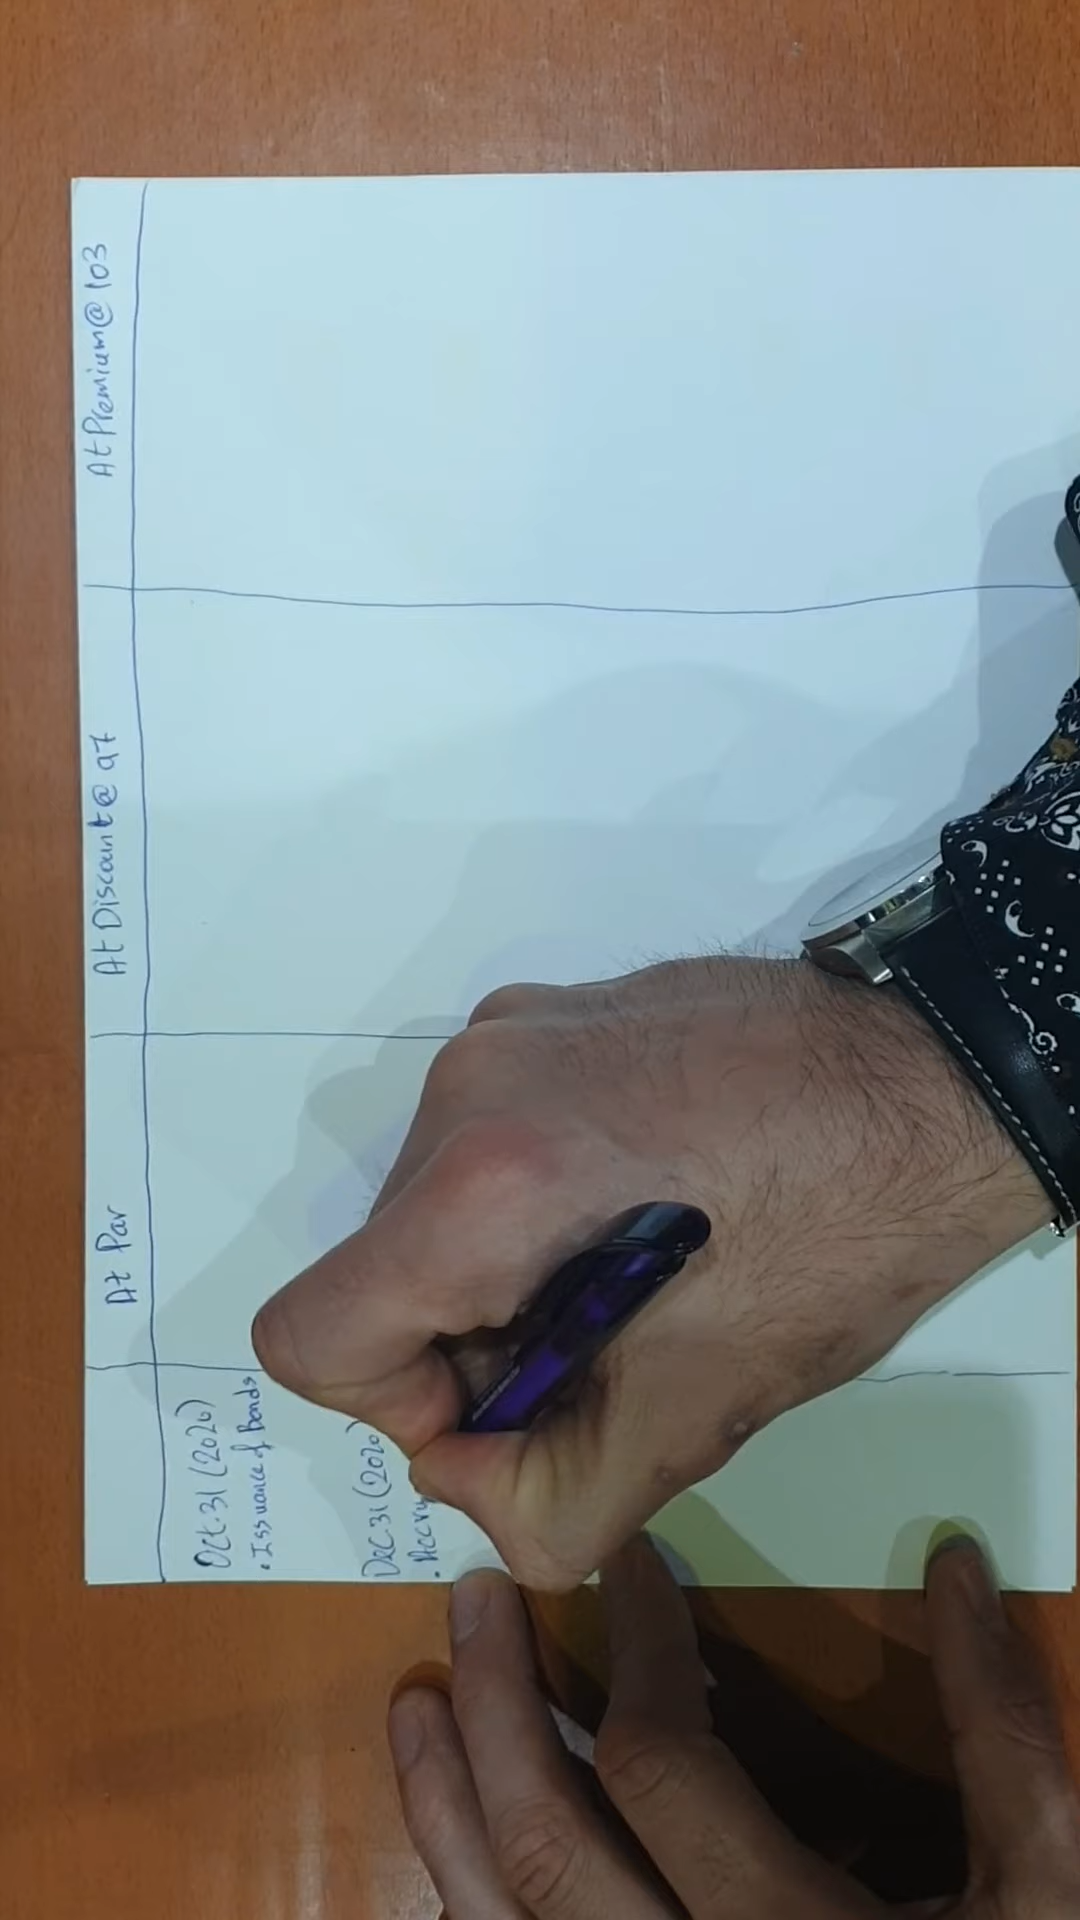 At Par
At Discount @ 97
At Premium @ 103
Oct.31 (2020)
• Issuance of Bonds
Dec.31 (2020)
•